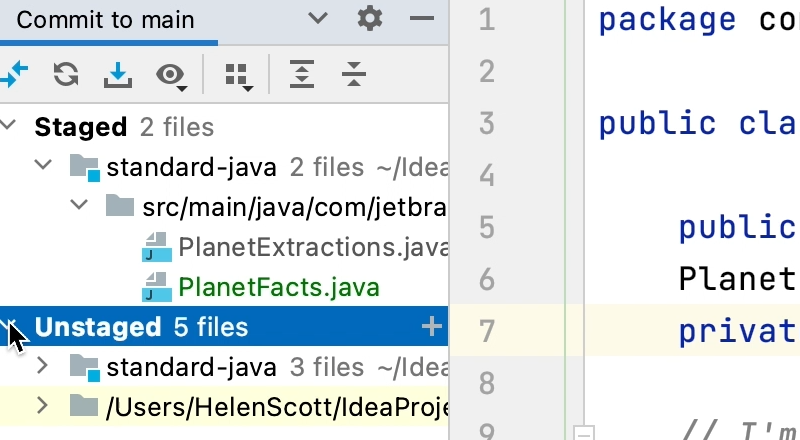 Commit to main
Staged 2 files
standard-java 2 files ~/Idea
src/main/java/com/jetbra
PlanetExtractions.java
PlanetFacts.java
Unstaged 5 files
standard-java 3 files ~/Idea
/Users/HelenScott/IdeaProje
1 package co
2
3 public cla
4
5 public
6 Planet
7 privat
8
9 // I'm